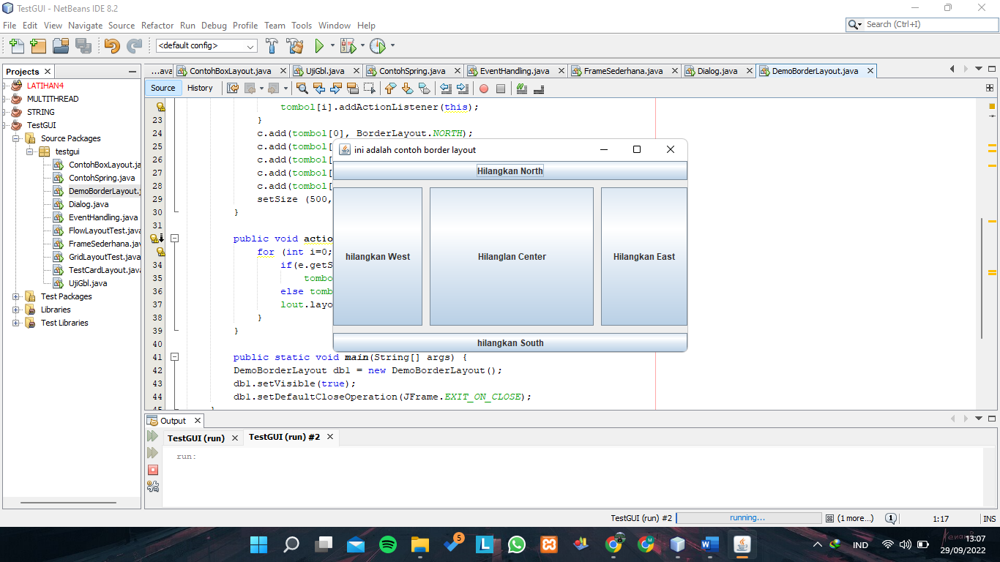 TestGUI - NetBeans IDE 8.2
File Edit View Navigate Source Refactor Run Debug Profile Team Tools Window Help
Search (Ctrl+I)
<default config>
Projects
...ava ContohBoxLayout.java UjiGbl.java ContohSpring.java EventHandling.java FrameSederhana.java Dialog.java DemoBorderLayout.java
LATIHAN4
MULTITHREAD
STRING
TestGUI
Source Packages
testgui
ContohBoxLayout.ja
ContohSpring.java
DemoBorderLayout.j
Dialog.java
EventHandling.java
FlowLayoutTest.java
FrameSederhana.jav
GridLayoutTest.java
TestCardLayout.java
UjiGbl.java
Test Packages
Libraries
Test Libraries
Source History
tombol[i].addActionListener(this);
23 }
24 c.add(tombol[0], BorderLayout.NORTH);
25 c.add(tombol[
26 c.add(tombol[
27 c.add(tombol[
28 c.add(tombol[
29 setSize (500,
30 }
31
public void actio
for (int i=0;
34 if(e.getS
35 tombo
36 else tomb
37 lout.layo
38 }
39 }
40
41 public static void main(String[] args) {
42 DemoBorderLayout dbl = new DemoBorderLayout();
43 dbl.setVisible(true);
44 dbl.setDefaultCloseOperation(JFrame.EXIT_ON_CLOSE);
45 }
ini adalah contoh border layout
Hilangkan North
hilangkan West
Hilanglan Center
Hilangkan East
hilangkan South
Output
TestGUI (run) TestGUI (run) #2
run:
TestGUI (run) #2 running... (1 more...) 1 1:17 INS
5
IND
13:07
29/09/2022